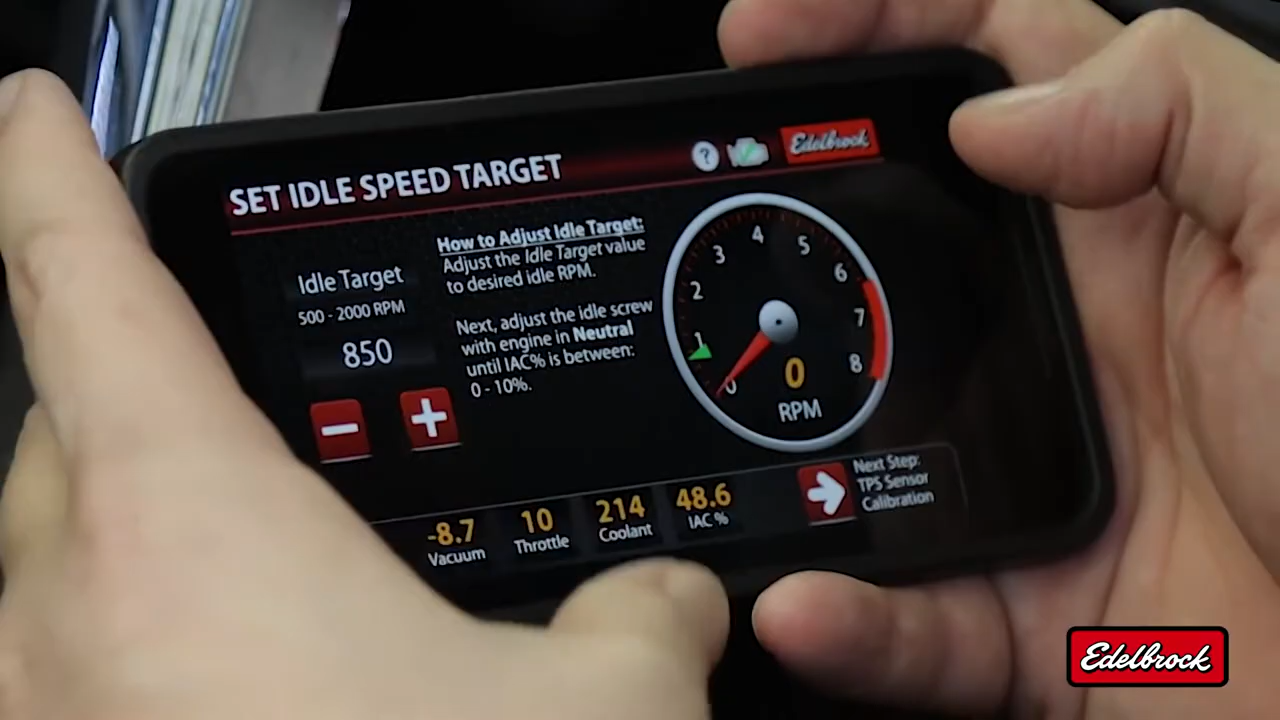 SET IDLE SPEED TARGET
?
Edelbrock
Idle Target
500 - 2000 RPM
850
How to Adjust Idle Target:
Adjust the Idle Target value
to desired idle RPM.
Next, adjust the idle screw
with engine in Neutral
until IAC% is between:
0 - 10%.
0
1
2
3
4
5
6
7
8
0
RPM
-8.7
Vacuum
10
Throttle
214
Coolant
48.6
IAC %
Next Step:
TPS Sensor
Calibration
Edelbrock